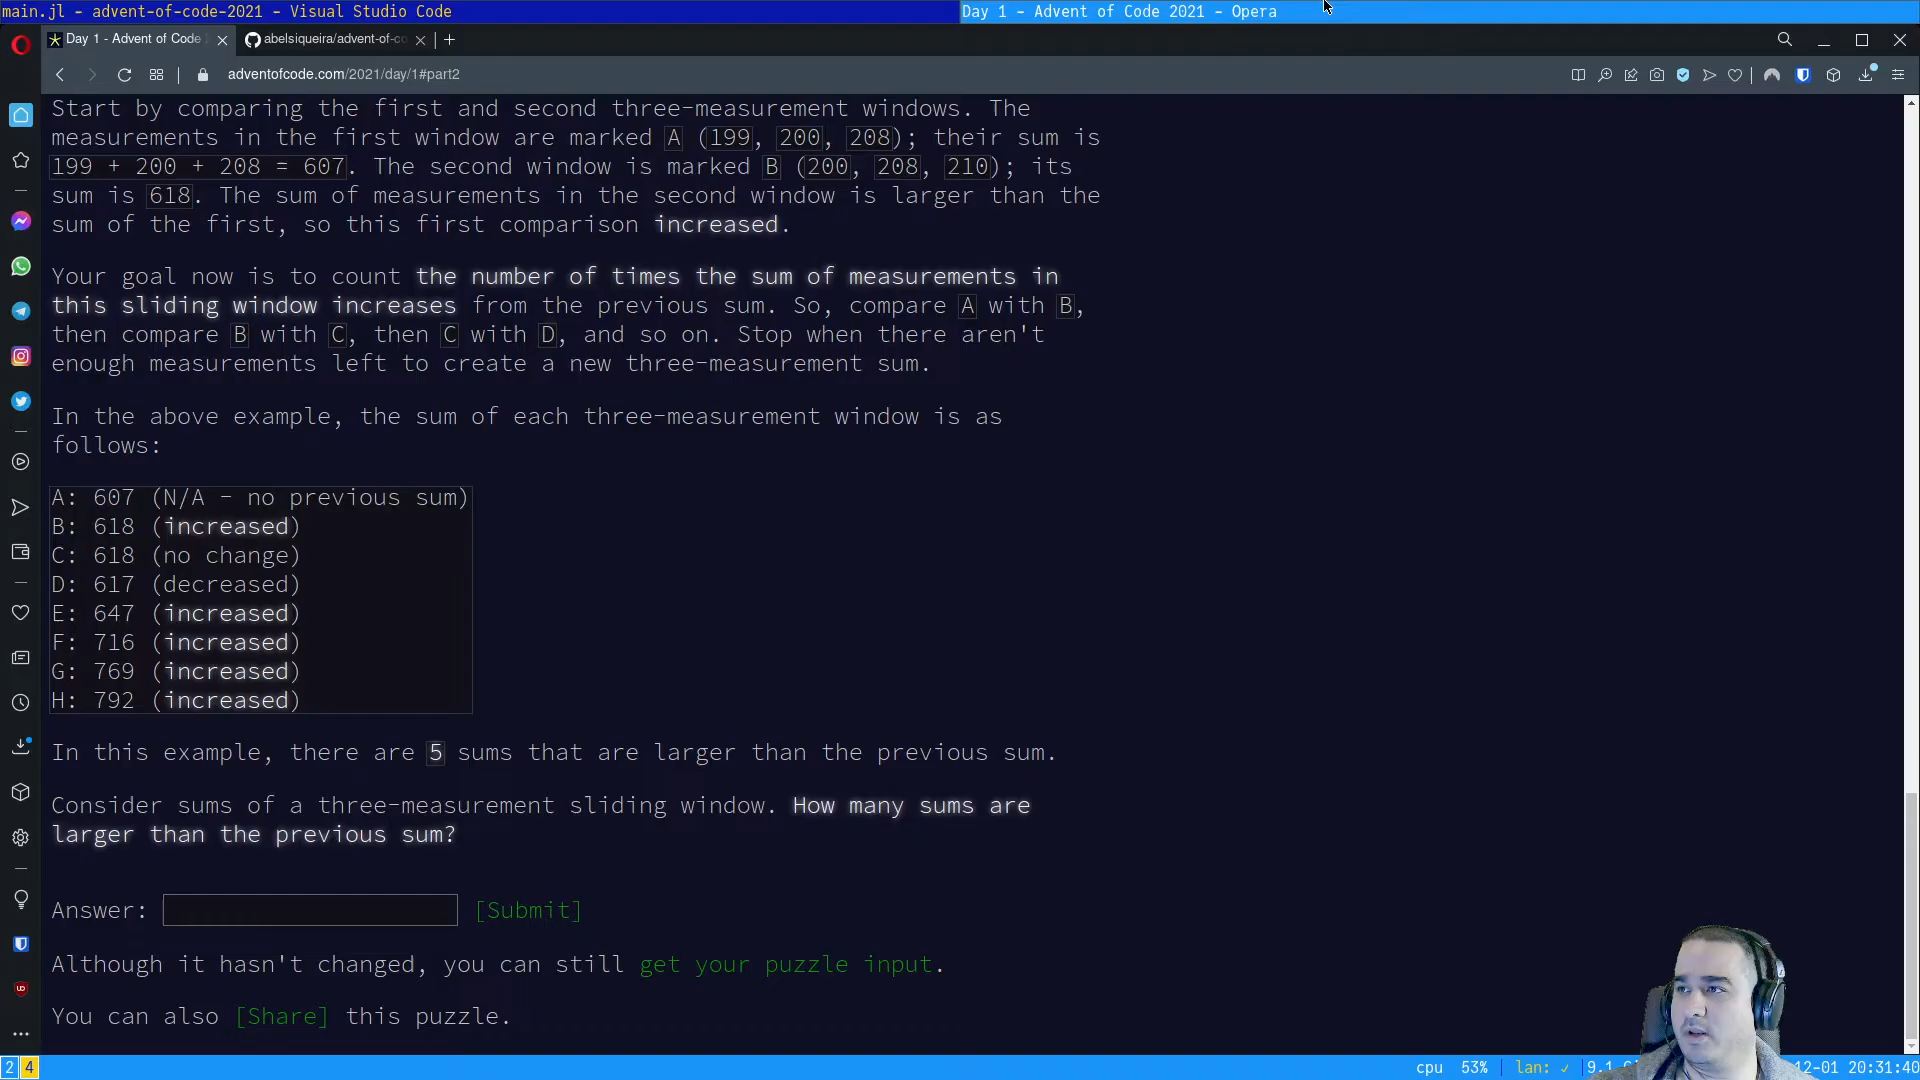 main.jl - advent-of-code-2021 - Visual Studio Code
Day 1 - Advent of Code 2021 - Opera
Day 1 - Advent of Code
abelsiqueira/advent-of-co
adventofcode.com/2021/day/1#part2
Start by comparing the first and second three-measurement windows. The
measurements in the first window are marked A (199, 200, 208); their sum is
199 + 200 + 208 = 607. The second window is marked B (200, 208, 210); its
sum is 618. The sum of measurements in the second window is larger than the
sum of the first, so this first comparison increased.
Your goal now is to count the number of times the sum of measurements in
this sliding window increases from the previous sum. So, compare A with B,
then compare B with C, then C with D, and so on. Stop when there aren't
enough measurements left to create a new three-measurement sum.
In the above example, the sum of each three-measurement window is as
follows:
A: 607 (N/A - no previous sum)
B: 618 (increased)
C: 618 (no change)
D: 617 (decreased)
E: 647 (increased)
F: 716 (increased)
G: 769 (increased)
H: 792 (increased)
In this example, there are 5 sums that are larger than the previous sum.
Consider sums of a three-measurement sliding window. How many sums are
larger than the previous sum?
Answer: [Submit]
Although it hasn't changed, you can still get your puzzle input.
You can also [Share] this puzzle.
2 4
cpu 53% lan: ✓ 9.1 12-01 20:31:40